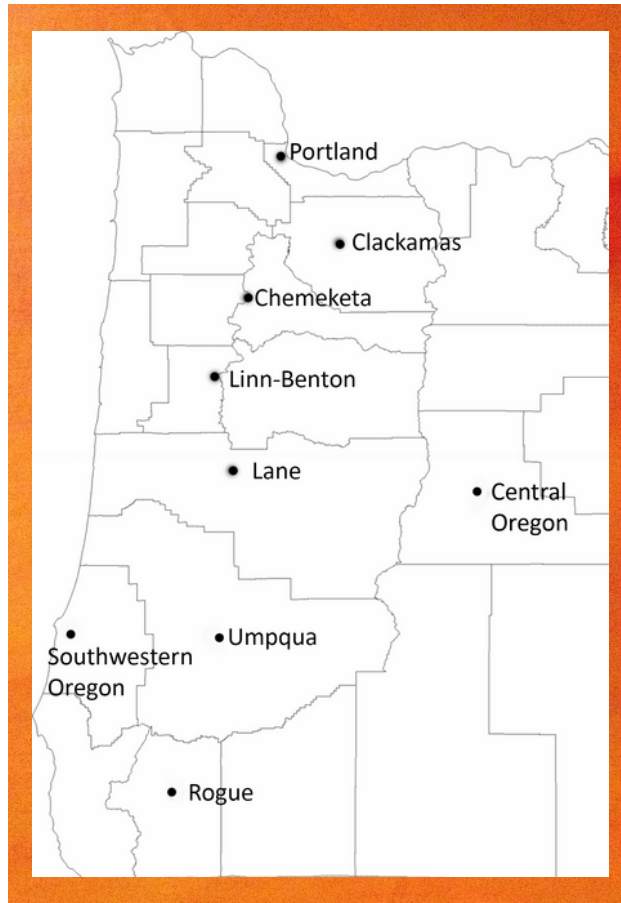 Portland
Clackamas
Chemeketa
Linn-Benton
Lane
Central
Oregon
Umpqua
Southwestern
Oregon
Rogue